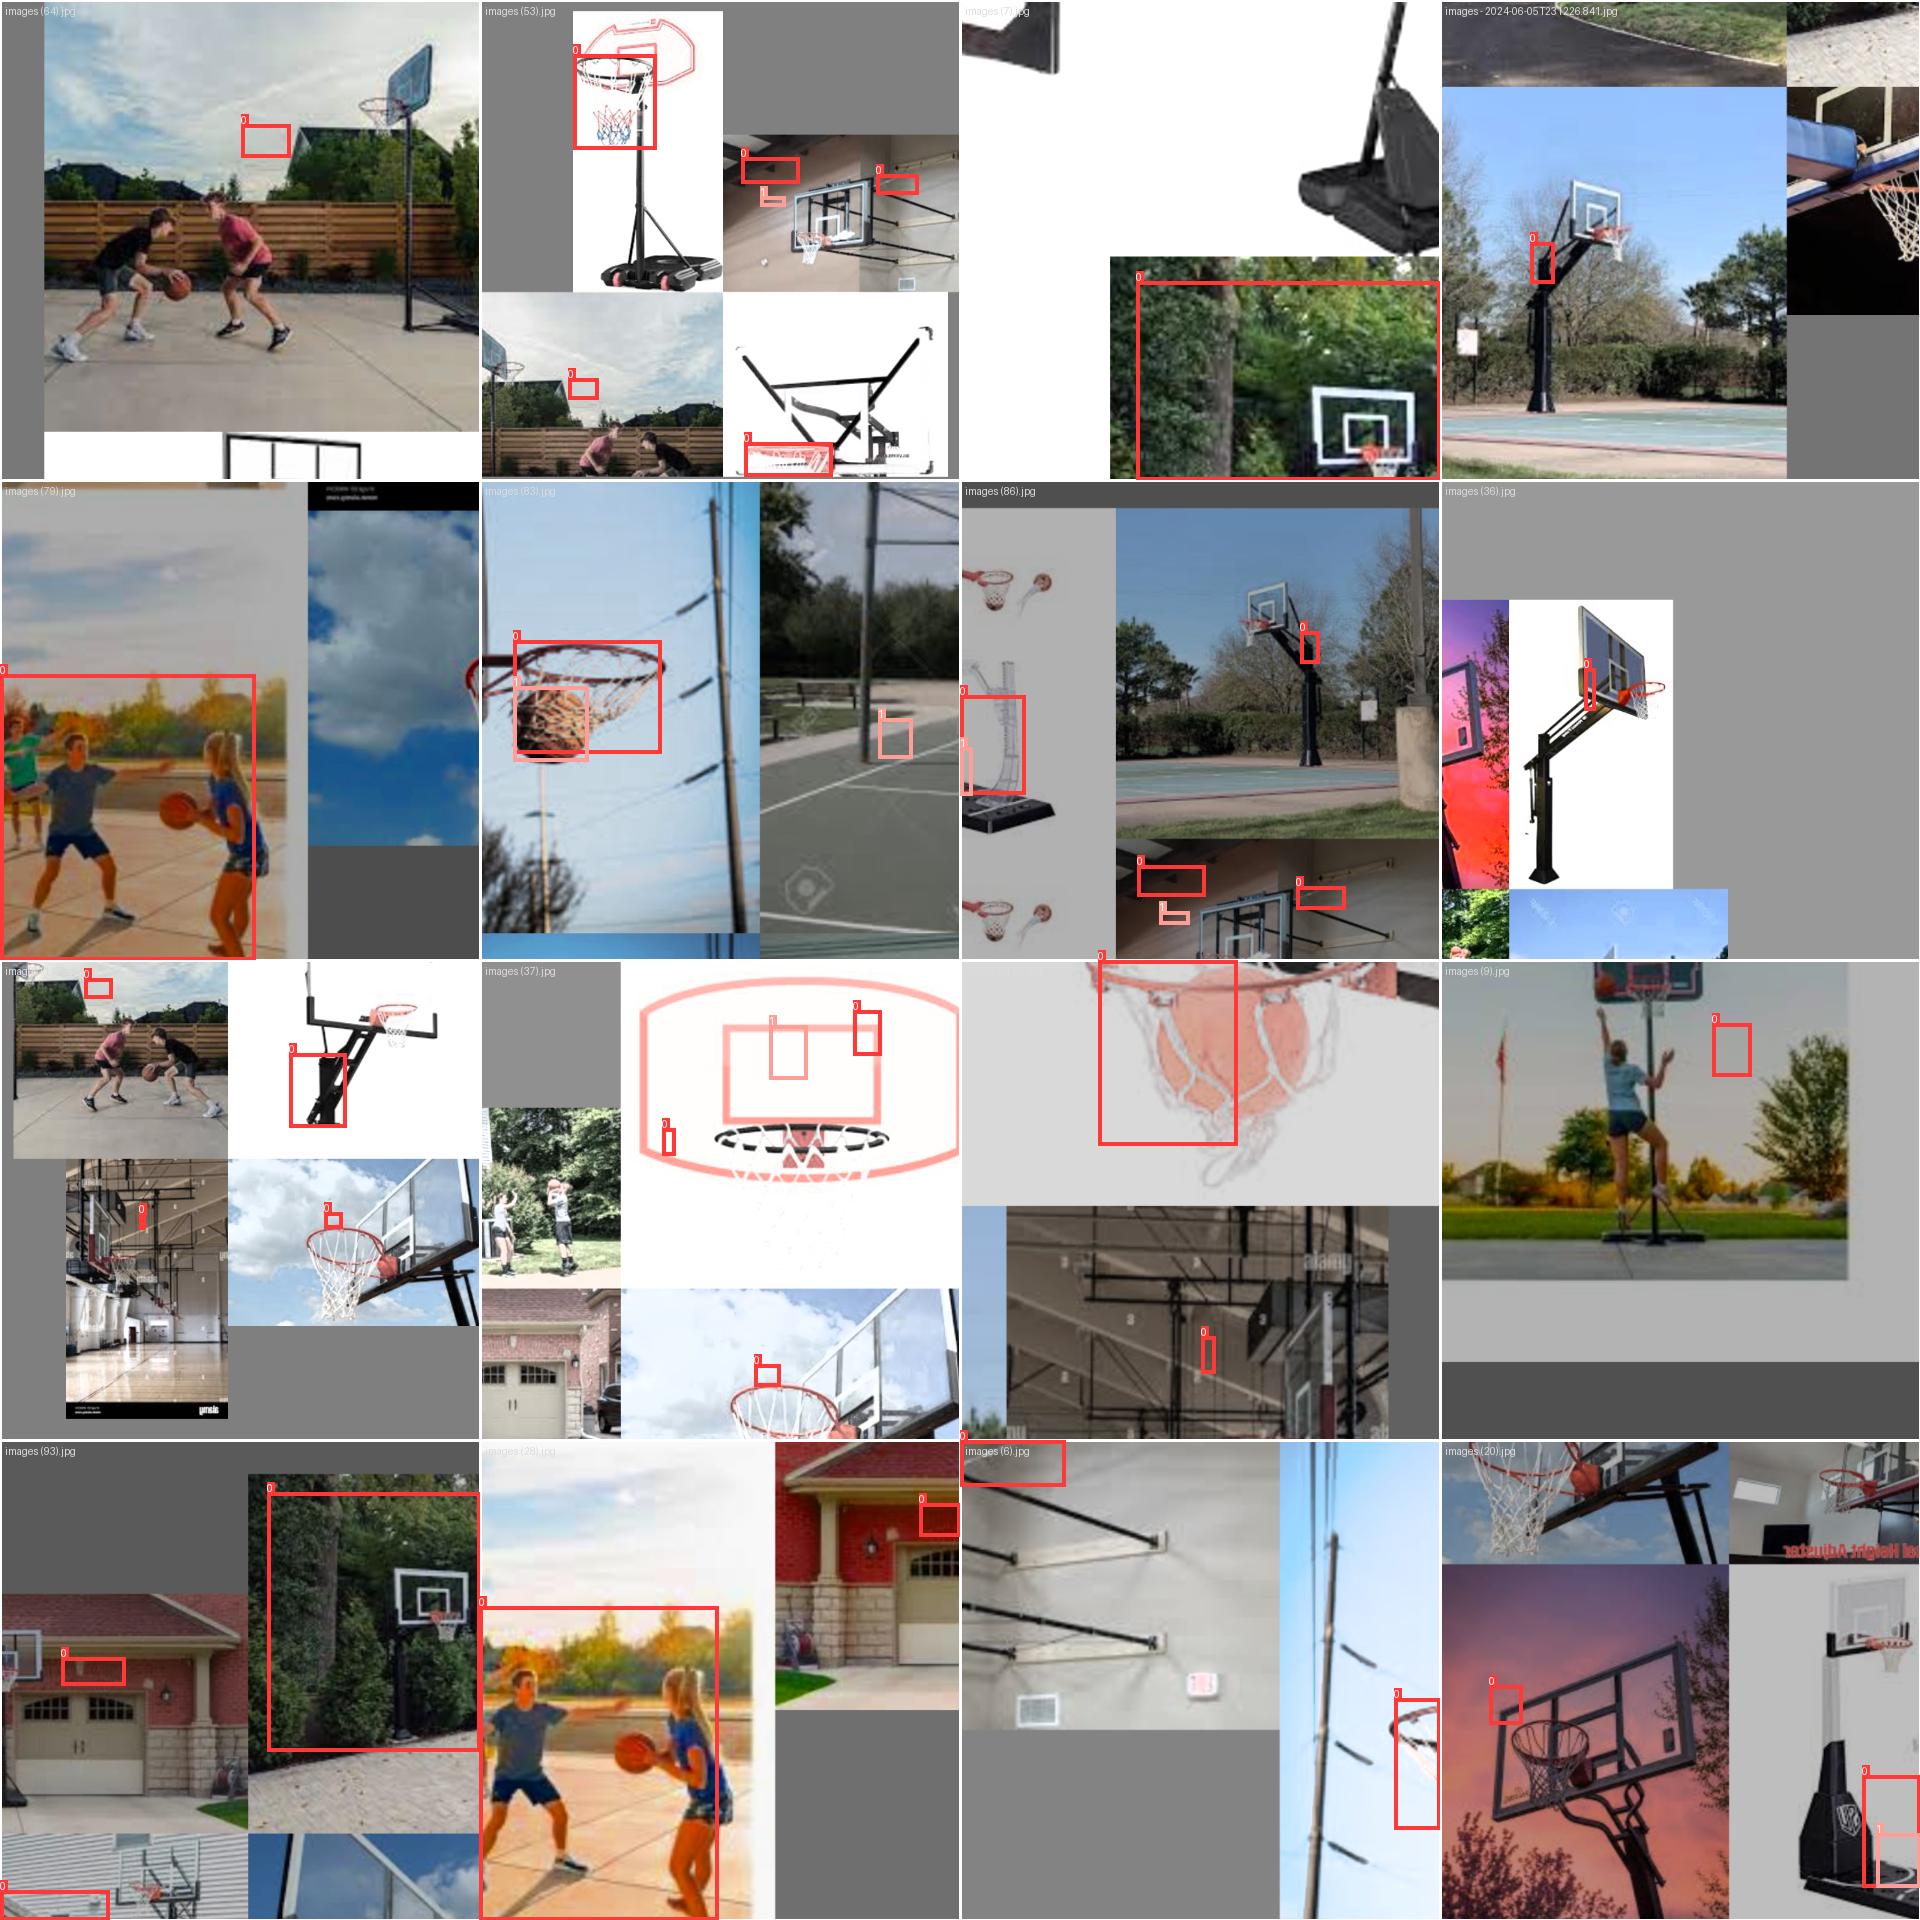 images (64).jpg
images (53).jpg
images (7).jpg
images - 2024-06-05T231226.841.jpg
0
0
0
0
1
0
0
0
0
images (79).jpg
images (83).jpg
images (86).jpg
images (36).jpg
0
0
1
1
0
0
1
0
0
1
0
images (37).jpg
images (9).jpg
0
0
0
0
0
1
0
0
0
0
0
alamy
images (93).jpg
images (28).jpg
images (6).jpg
images (20).jpg
0
0
0
0
0
0
0
0
0
1